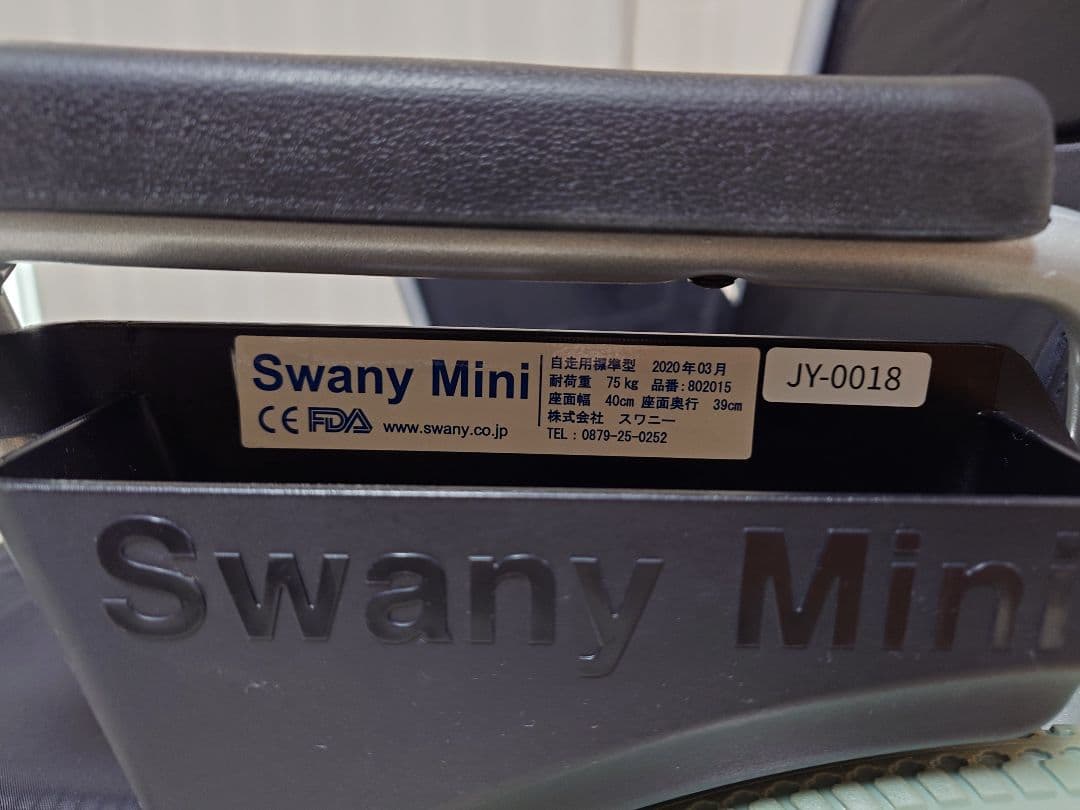 Swany Mini
CE FDA www.swany.co.jp
自走用標準型 2020年03月
耐荷重 75kg 品番:802015
座面幅 40cm 座面奥行 39cm
株式会社 スワニー
TEL : 0879-25-0252
JY-0018
Swany Mini